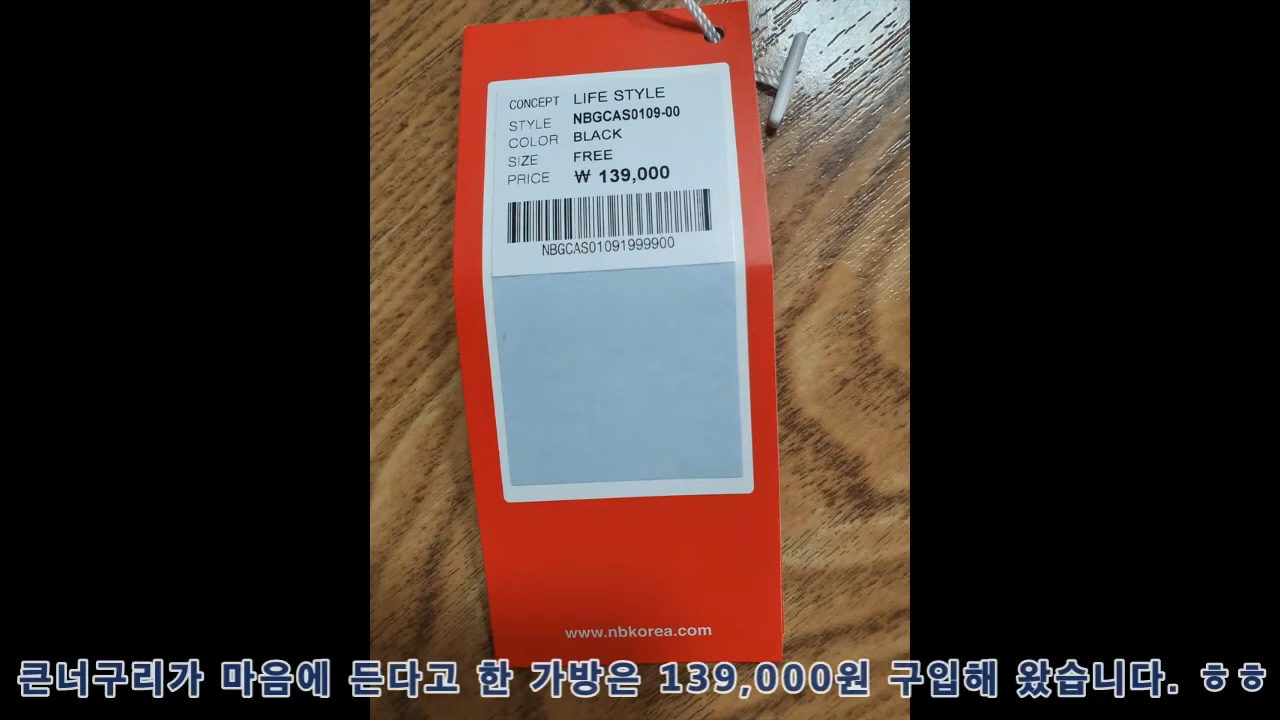 CONCEPT LIFE STYLE
STYLE NBGCAS0109-00
COLOR BLACK
SIZE FREE
PRICE ₩ 139,000
NBGCAS01091999900
www.nbkorea.com
큰너구리가 마음에 든다고 한 가방은 139,000원 구입해 왔습니다. ㅎㅎ